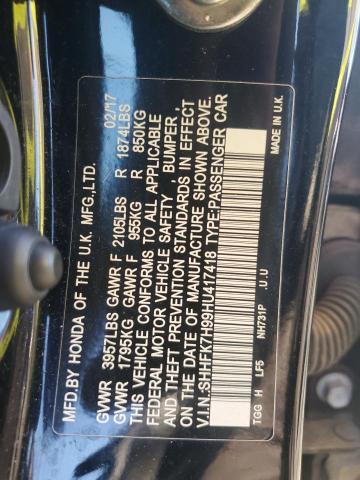 MFD.BY HONDA OF THE U.K. MFG.,LTD. 02/17
GVWR 3957LBS GAWR F 2105LBS R 1874LBS
GVWR 1795KG GAWR F 955KG R 850KG
THIS VEHICLE CONFORMS TO ALL APPLICABLE
FEDERAL MOTOR VEHICLE SAFETY , BUMPER ,
AND THEFT PREVENTION STANDARDS IN EFFECT
ON THE DATE OF MANUFACTURE SHOWN ABOVE.
V.I.N.:SHHFK7H99HU417418 TYPE:PASSENGER CAR
TGG H LF5 NH731P .U.U MADE IN U.K.